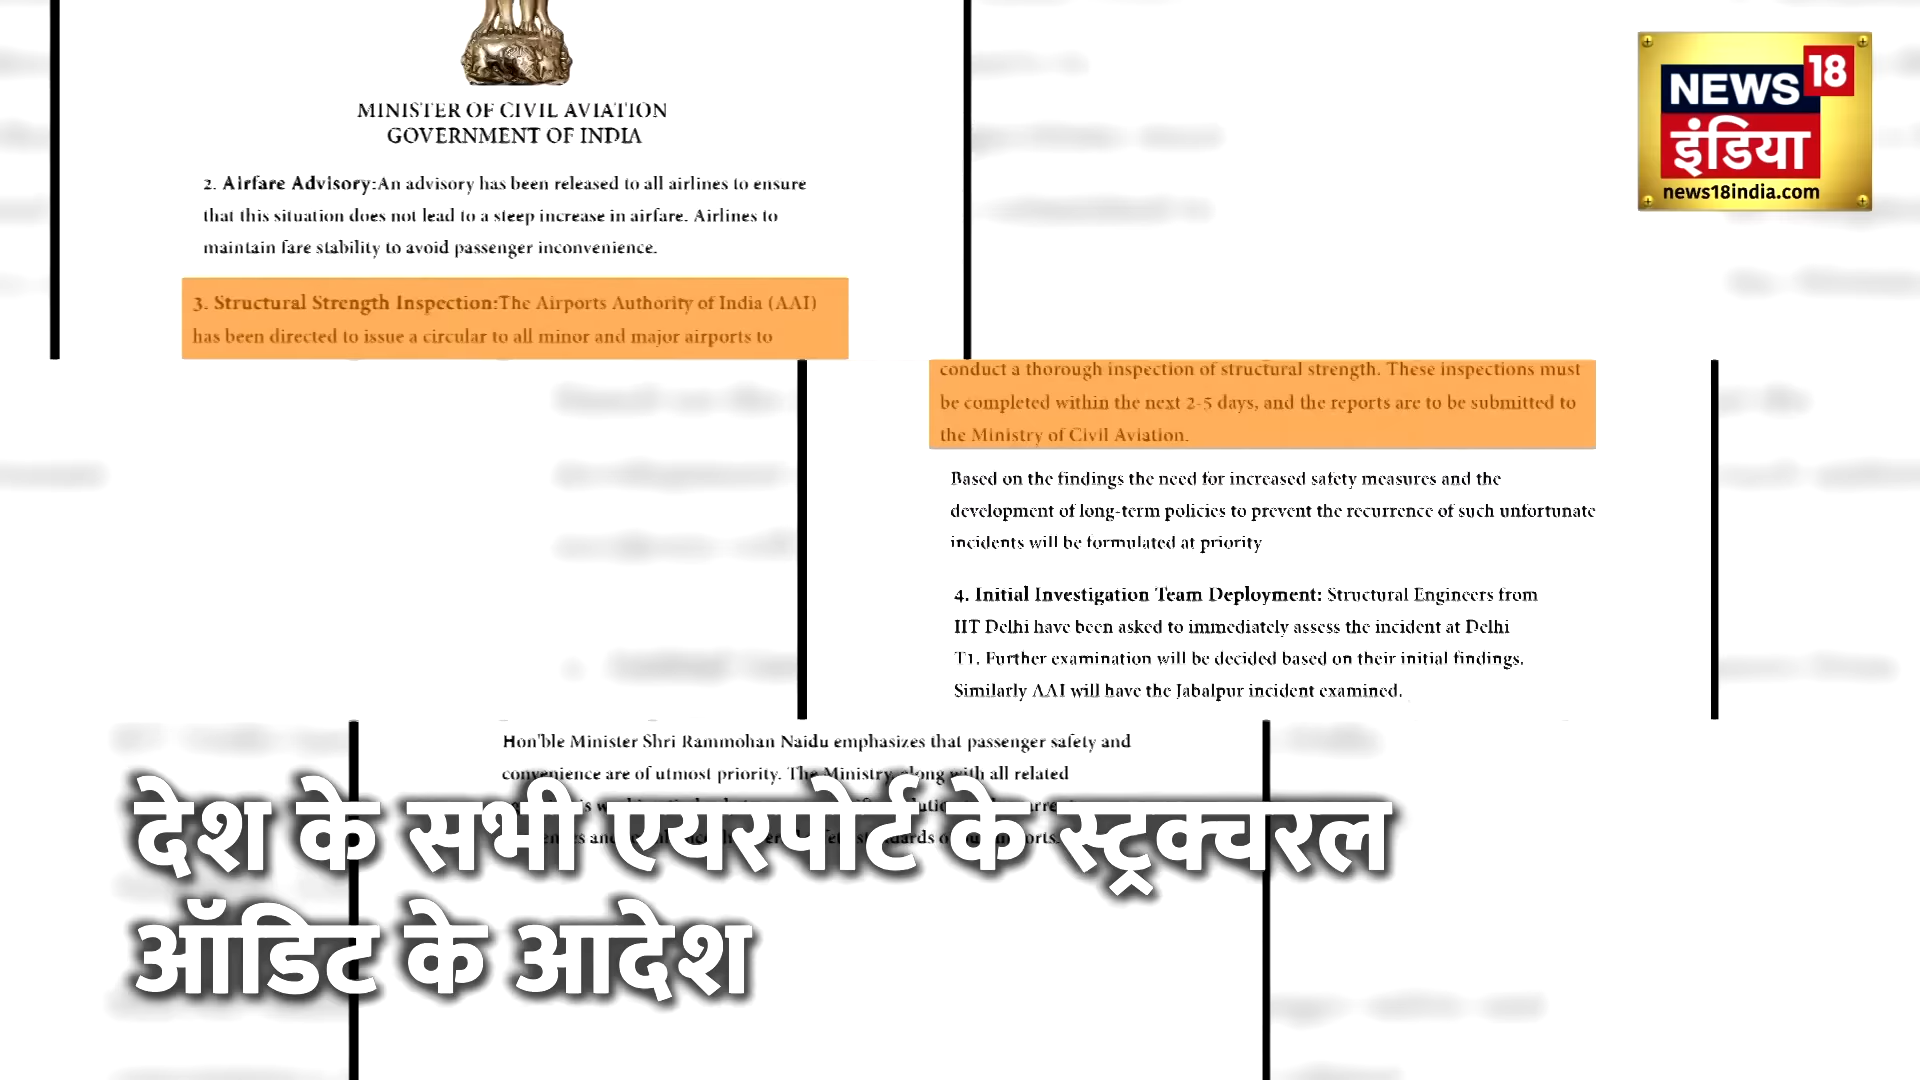 MINISTER OF CIVIL AVIATION
GOVERNMENT OF INDIA
2. Airfare Advisory:An advisory has been released to all airlines to ensure
that this situation does not lead to a steep increase in airfare. Airlines to
maintain fare stability to avoid passenger inconvenience.
3. Structural Strength Inspection:The Airports Authority of India (AAI)
has been directed to issue a circular to all minor and major airports to
NEWS 18
इंडिया
news18india.com
conduct a thorough inspection of structural strength. These inspections must
be completed within the next 2-5 days, and the reports are to be submitted to
the Ministry of Civil Aviation.
Based on the findings the need for increased safety measures and the
development of long-term policies to prevent the recurrence of such unfortunate
incidents will be formulated at priority
4. Initial Investigation Team Deployment: Structural Engineers from
IIT Delhi have been asked to immediately assess the incident at Delhi
T1. Further examination will be decided based on their initial findings.
Similarly AAI will have the Jabalpur incident examined.
Hon'ble Minister Shri Rammohan Naidu emphasizes that passenger safety and
convenience are of utmost priority. The Ministry, along with all related
देश के सभी एयरपोर्ट के स्ट्रक्चरल
ऑडिट के आदेश